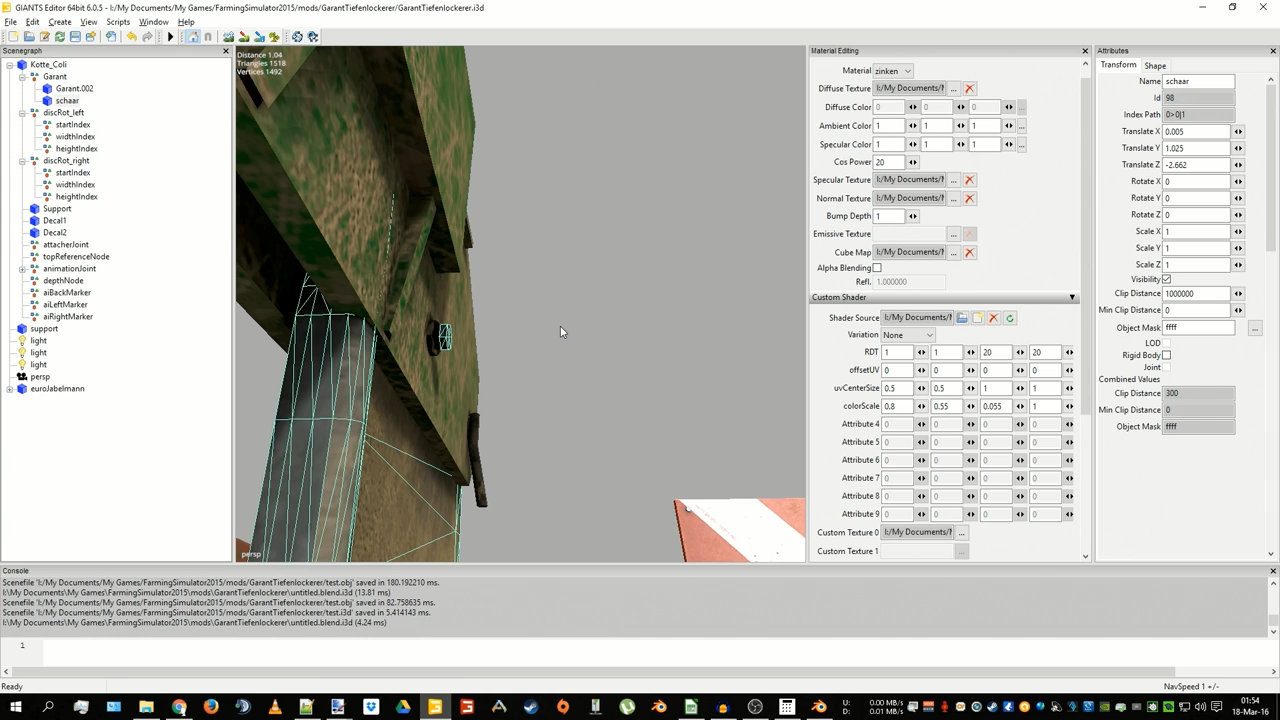 GIANTS Editor 64bit 6.0.5 - I:/My Documents/My Games/FarmingSimulator2015/mods/GarantTiefenlockerer/GarantTiefenlockerer.i3d
File Edit Create View Scripts Window Help
Scenegraph
Kotte_Coli
Garant
Garant.002
schaar
discRot_left
startIndex
widthIndex
heightIndex
discRot_right
startIndex
widthIndex
heightIndex
Support
Decal1
Decal2
attacherJoint
topReferenceNode
animationJoint
depthNode
aiBackMarker
aiLeftMarker
aiRightMarker
support
light
light
light
persp
euroJabelmann
Distance 1.04
Triangles 1518
Vertices 1492
persp
Material Editing
Material zinken
Diffuse Texture I:/My Documents/M ...
Diffuse Color 0 0 0 ...
Ambient Color 1 1 1 ...
Specular Color 1 1 1 ...
Cos Power 20
Specular Texture I:/My Documents/M ...
Normal Texture I:/My Documents/M ...
Bump Depth 1
Emissive Texture ...
Cube Map I:/My Documents/M ...
Alpha Blending
Refl. 1.000000
Custom Shader
Shader Source I:/My Documents/M
Variation None
RDT 1 1 20 20
offsetUV 0 0 0 0
uvCenterSize 0.5 0.5 1 1
colorScale 0.8 0.55 0.055 1
Attribute 4 0 0 0 0
Attribute 5 0 0 0 0
Attribute 6 0 0 0 0
Attribute 7 0 0 0 0
Attribute 8 0 0 0 0
Attribute 9 0 0 0 0
Custom Texture 0 I:/My Documents/M ...
Custom Texture 1 ...
Attributes
Transform Shape
Name schaar
Id 98
Index Path 0>0|1
Translate X 0.005
Translate Y 1.025
Translate Z -2.662
Rotate X 0
Rotate Y 0
Rotate Z 0
Scale X 1
Scale Y 1
Scale Z 1
Visibility
Clip Distance 1000000
Min Clip Distance 0
Object Mask ffff ...
LOD
Rigid Body
Joint
Combined Values
Clip Distance 300
Min Clip Distance 0
Object Mask ffff
Console
Scenefile 'I:/My Documents/My Games/FarmingSimulator2015/mods/GarantTiefenlockerer/test.obj' saved in 180.192210 ms.
I:\My Documents\My Games\FarmingSimulator2015\mods\GarantTiefenlockerer\untitled.blend.i3d (13.81 ms)
Scenefile 'I:/My Documents/My Games/FarmingSimulator2015/mods/GarantTiefenlockerer/test.obj' saved in 82.758635 ms.
Scenefile 'I:/My Documents/My Games/FarmingSimulator2015/mods/GarantTiefenlockerer/test.i3d' saved in 5.414143 ms.
I:\My Documents\My Games\FarmingSimulator2015\mods\GarantTiefenlockerer\untitled.blend.i3d (4.24 ms)
1
Ready
NavSpeed 1 +/-
U: 0.00 MB/s
D: 0.01 MB/s
01:54
18-Mar-16